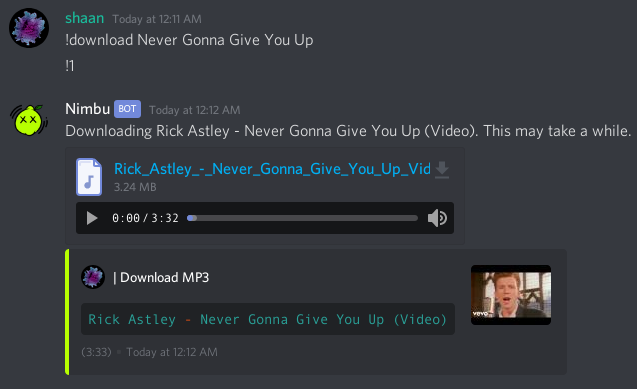 shaan Today at 12:11 AM
!download Never Gonna Give You Up
!1
Nimbu BOT Today at 12:12 AM
Downloading Rick Astley - Never Gonna Give You Up (Video). This may take a while.
Rick_Astley_-_Never_Gonna_Give_You_Up_Vid
3.24 MB
0:00 / 3:32
| Download MP3
vevo
Rick Astley - Never Gonna Give You Up (Video)
(3:33) • Today at 12:12 AM